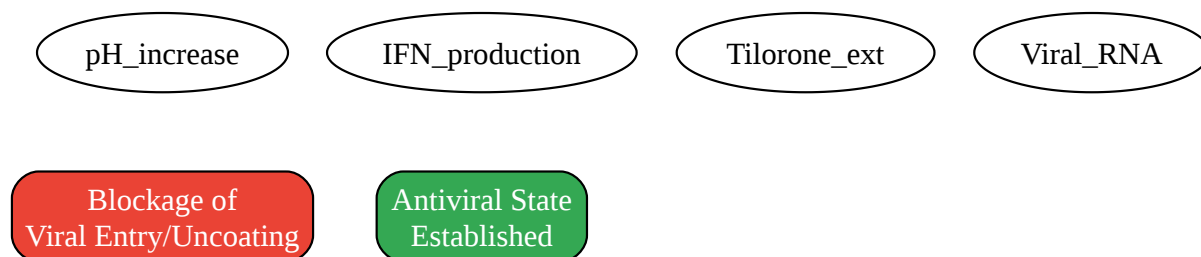 pH_increase
IFN_production
Tilorone_ext
Viral_RNA
Blockage of
Viral Entry/Uncoating
Antiviral State
Established